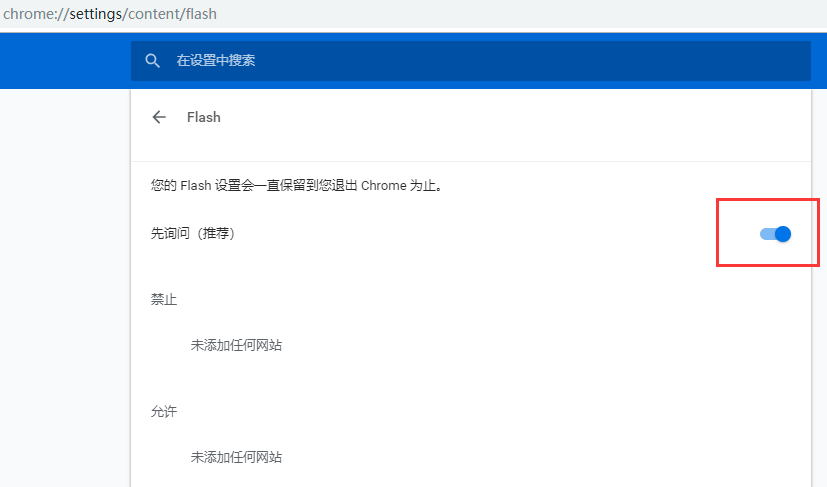 chrome://settings/content/flash
在设置中搜索
Flash
您的 Flash 设置会一直保留到您退出 Chrome 为止。
先询问（推荐）
禁止
未添加任何网站
允许
未添加任何网站